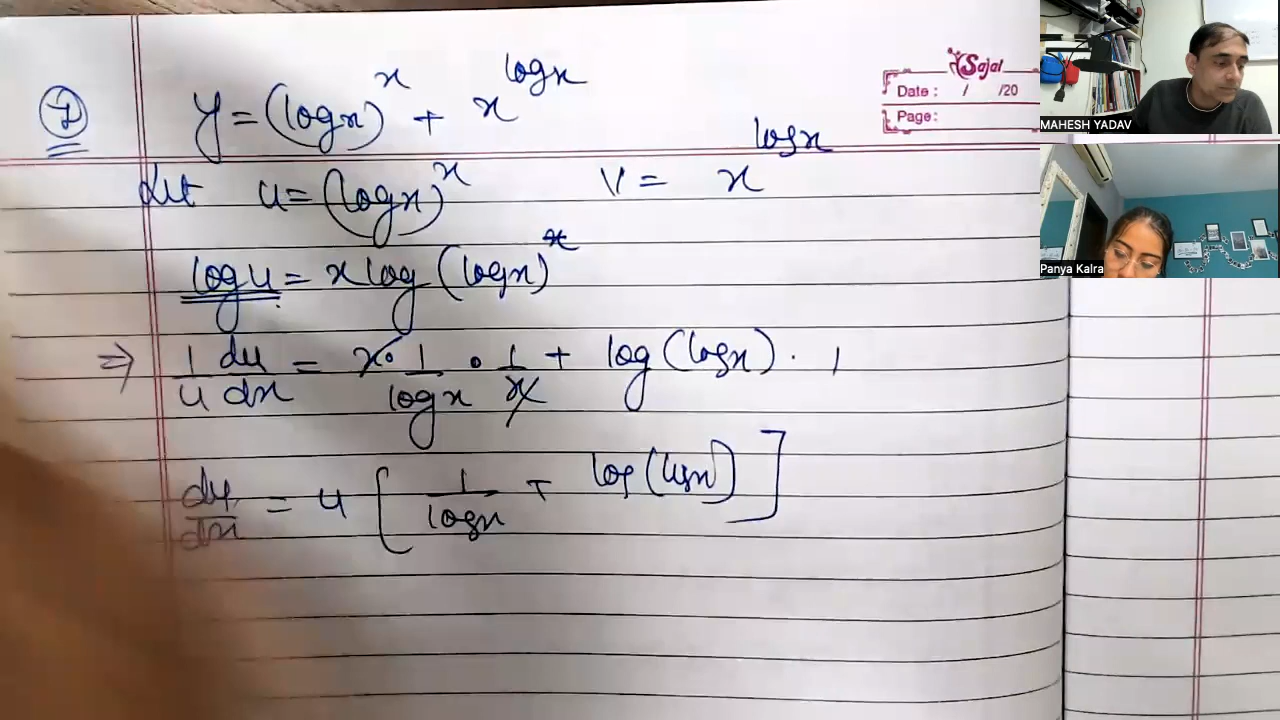 7
y = (log x)^x + x^log x
Sajal
Date : / /20
Page:
Let u = (log x)^x V = x^log x
log u = x log (log x)^x
⇒ 1/u du/dx = x · 1/log x · 1/x + log (log x) · 1
du/dx = u [ 1/log x + log (log x) ]
MAHESH YADAV
Panya Kalra